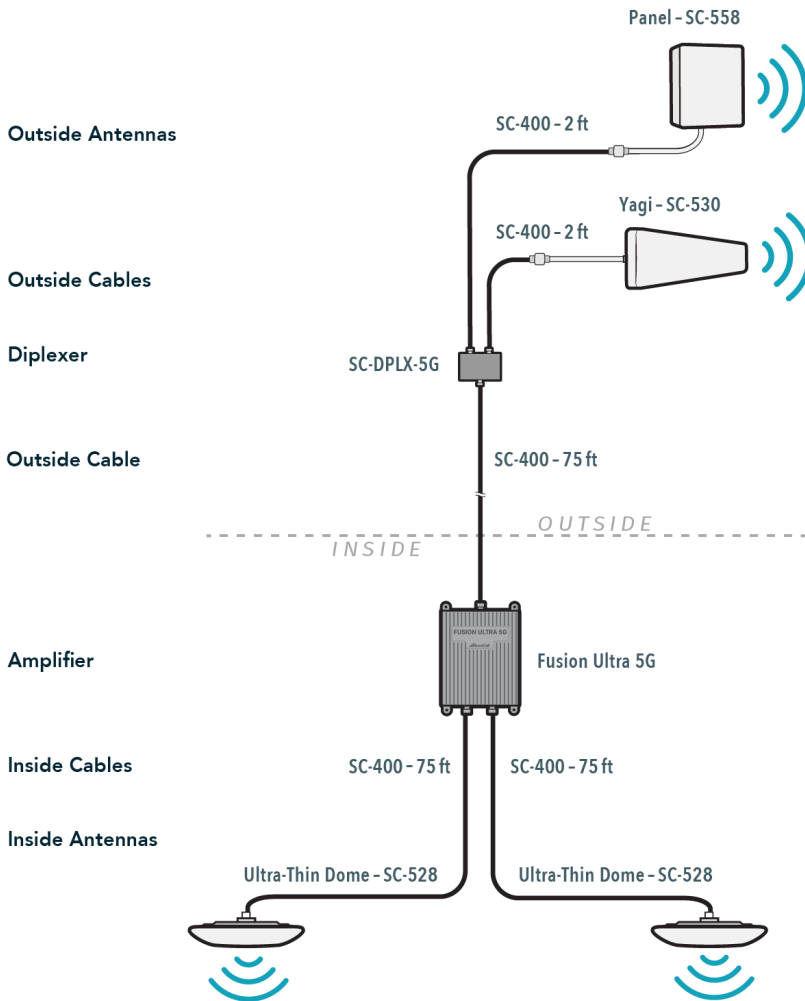 Panel – SC-558
SC-400 – 2 ft
Outside Antennas
Yagi – SC-530
SC-400 – 2 ft
Outside Cables
Diplexer
SC-DPLX-5G
Outside Cable
SC-400 – 75 ft
OUTSIDE
INSIDE
FUSION ULTRA 5G
Amplifier
Fusion Ultra 5G
Inside Cables
SC-400 – 75 ft
SC-400 – 75 ft
Inside Antennas
Ultra-Thin Dome – SC-528
Ultra-Thin Dome – SC-528